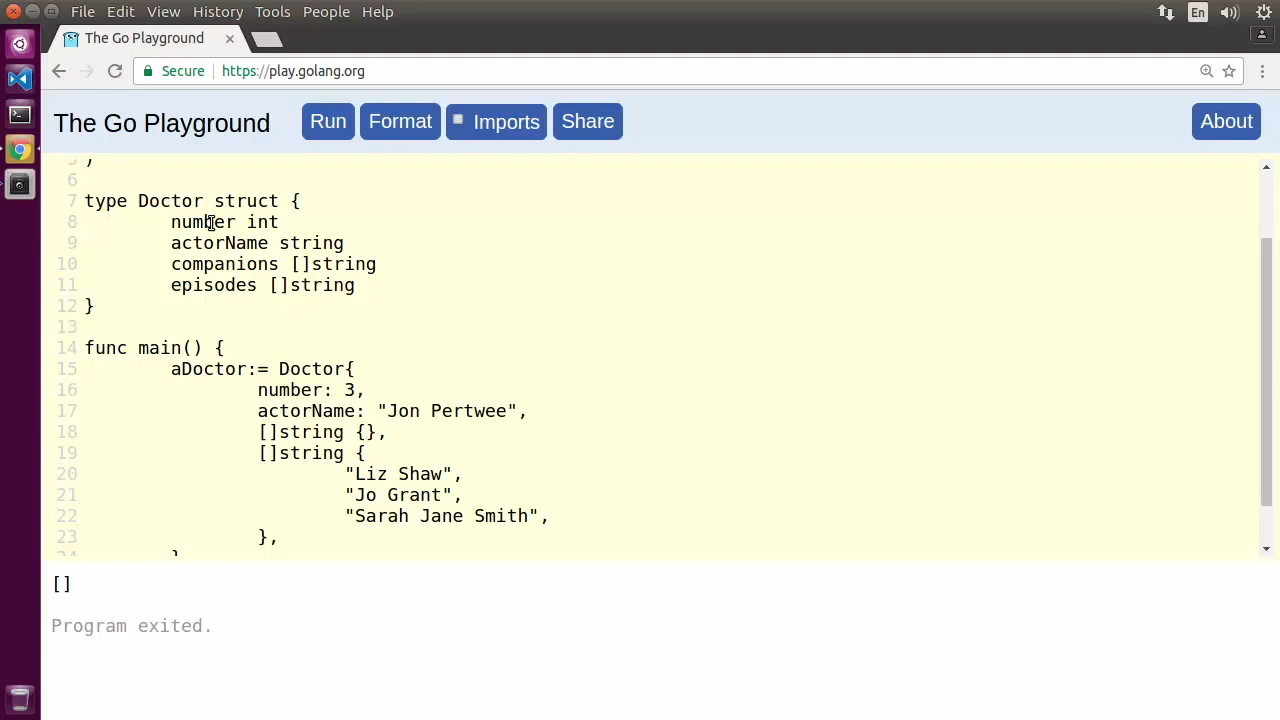 File Edit View History Tools People Help
En
The Go Playground
Secure https://play.golang.org
The Go Playground Run Format Imports Share About
5 )
6
7 type Doctor struct {
8 number int
9 actorName string
10 companions []string
11 episodes []string
12 }
13
14 func main() {
15 aDoctor:= Doctor{
16 number: 3,
17 actorName: "Jon Pertwee",
18 []string {},
19 []string {
20 "Liz Shaw",
21 "Jo Grant",
22 "Sarah Jane Smith",
23 },
24 }
[]
Program exited.